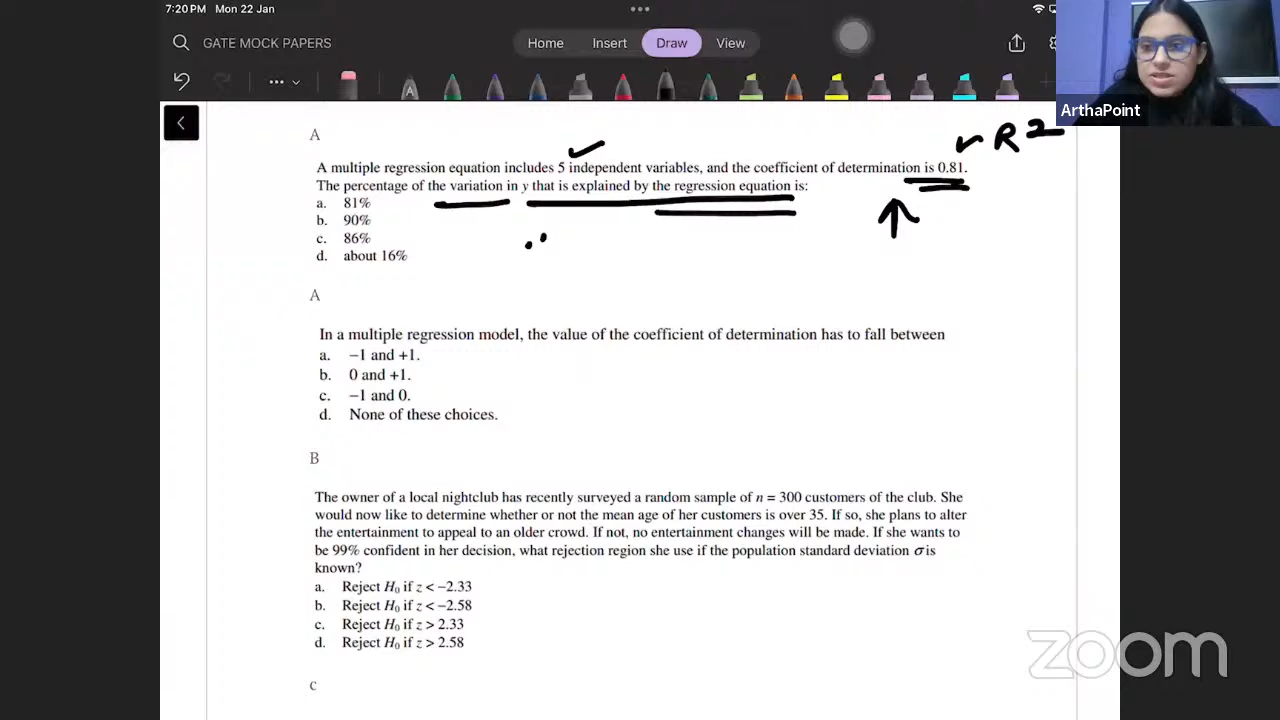 7:20 PM Mon 22 Jan
GATE MOCK PAPERS
Home Insert Draw View
A
ArthaPoint
A
R2
A multiple regression equation includes 5 independent variables, and the coefficient of determination is 0.81.
The percentage of the variation in y that is explained by the regression equation is:
a. 81%
b. 90%
c. 86%
d. about 16%
A
In a multiple regression model, the value of the coefficient of determination has to fall between
a. −1 and +1.
b. 0 and +1.
c. −1 and 0.
d. None of these choices.
B
The owner of a local nightclub has recently surveyed a random sample of n = 300 customers of the club. She
would now like to determine whether or not the mean age of her customers is over 35. If so, she plans to alter
the entertainment to appeal to an older crowd. If not, no entertainment changes will be made. If she wants to
be 99% confident in her decision, what rejection region she use if the population standard deviation σ is
known?
a. Reject H₀ if z < −2.33
b. Reject H₀ if z < −2.58
c. Reject H₀ if z > 2.33
d. Reject H₀ if z > 2.58
zoom
C